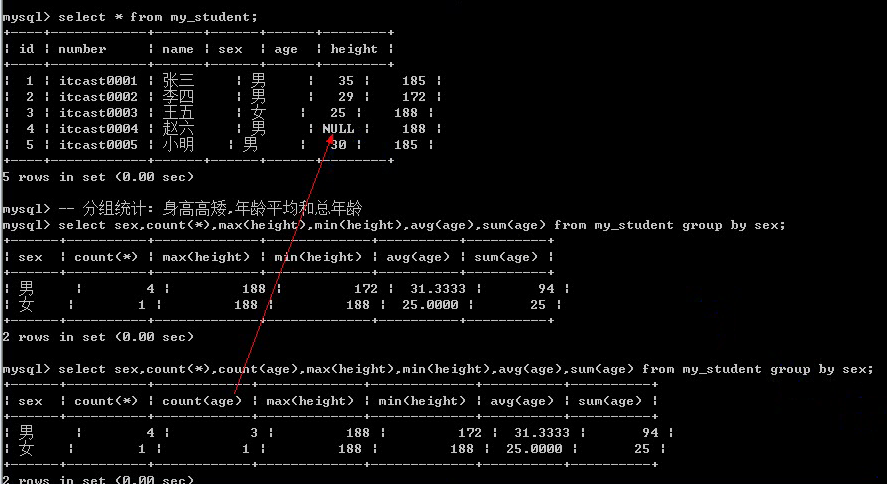 mysql> select * from my_student;
+----+------------+------+------+------+--------+
| id | number | name | sex | age | height |
+----+------------+------+------+------+--------+
| 1 | itcast0001 | 张三 | 男 | 35 | 185 |
| 2 | itcast0002 | 李四 | 男 | 29 | 172 |
| 3 | itcast0003 | 王五 | 女 | 25 | 188 |
| 4 | itcast0004 | 赵六 | 男 | NULL | 188 |
| 5 | itcast0005 | 小明 | 男 | 30 | 185 |
+----+------------+------+------+------+--------+
5 rows in set (0.00 sec)
mysql> -- 分组统计: 身高高矮,年龄平均和总年龄
mysql> select sex,count(*),max(height),min(height),avg(age),sum(age) from my_student group by sex;
+------+----------+-------------+-------------+----------+----------+
| sex | count(*) | max(height) | min(height) | avg(age) | sum(age) |
+------+----------+-------------+-------------+----------+----------+
| 男 | 4 | 188 | 172 | 31.3333 | 94 |
| 女 | 1 | 188 | 188 | 25.0000 | 25 |
+------+----------+-------------+-------------+----------+----------+
2 rows in set (0.00 sec)
mysql> select sex,count(*),count(age),max(height),min(height),avg(age),sum(age) from my_student group by sex;
+------+----------+------------+-------------+-------------+----------+----------+
| sex | count(*) | count(age) | max(height) | min(height) | avg(age) | sum(age) |
+------+----------+------------+-------------+-------------+----------+----------+
| 男 | 4 | 3 | 188 | 172 | 31.3333 | 94 |
| 女 | 1 | 1 | 188 | 188 | 25.0000 | 25 |
+------+----------+------------+-------------+-------------+----------+----------+
2 rows in set (0.00 sec)